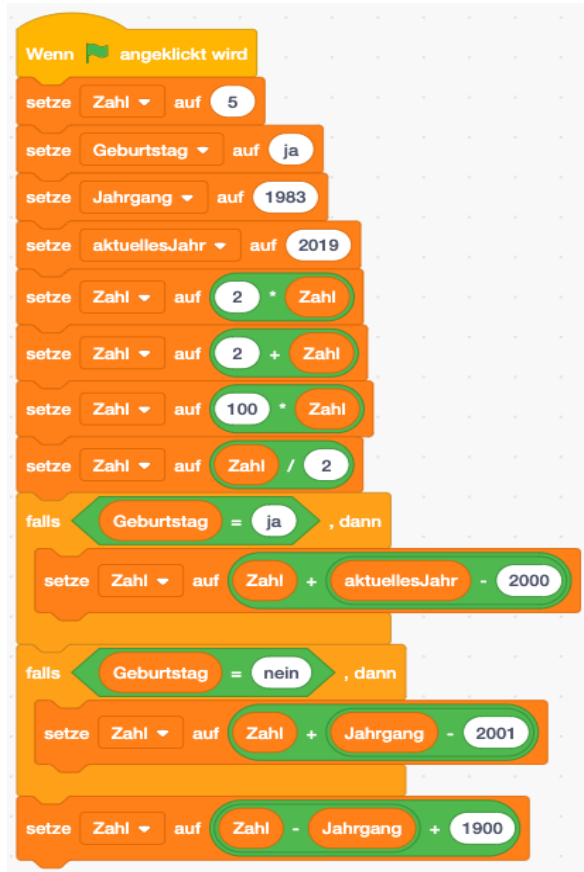 Wenn angeklickt wird
setze Zahl auf 5
setze Geburtstag auf ja
setze Jahrgang auf 1983
setze aktuellesJahr auf 2019
setze Zahl auf 2 * Zahl
setze Zahl auf 2 + Zahl
setze Zahl auf 100 * Zahl
setze Zahl auf Zahl / 2
falls Geburtstag = ja , dann
setze Zahl auf Zahl + aktuellesJahr - 2000
falls Geburtstag = nein , dann
setze Zahl auf Zahl + Jahrgang - 2001
setze Zahl auf Zahl - Jahrgang + 1900